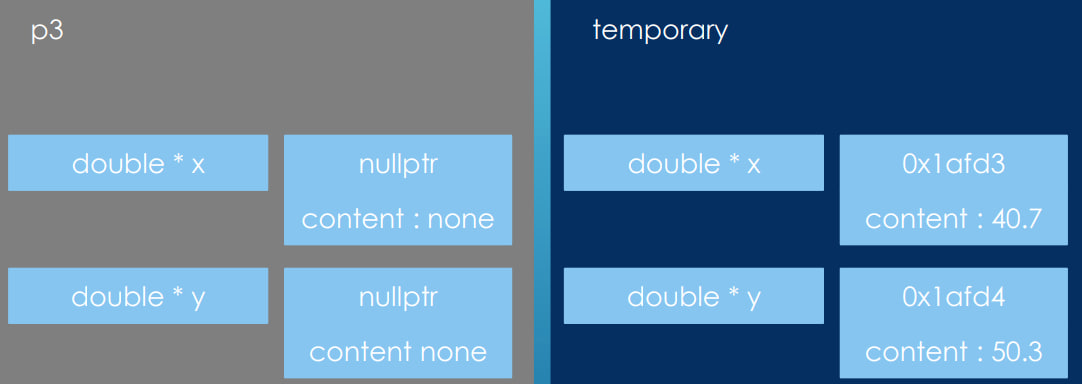 p3
double * x
nullptr
content : none
double * y
nullptr
content none
temporary
double * x
0x1afd3
content : 40.7
double * y
0x1afd4
content : 50.3